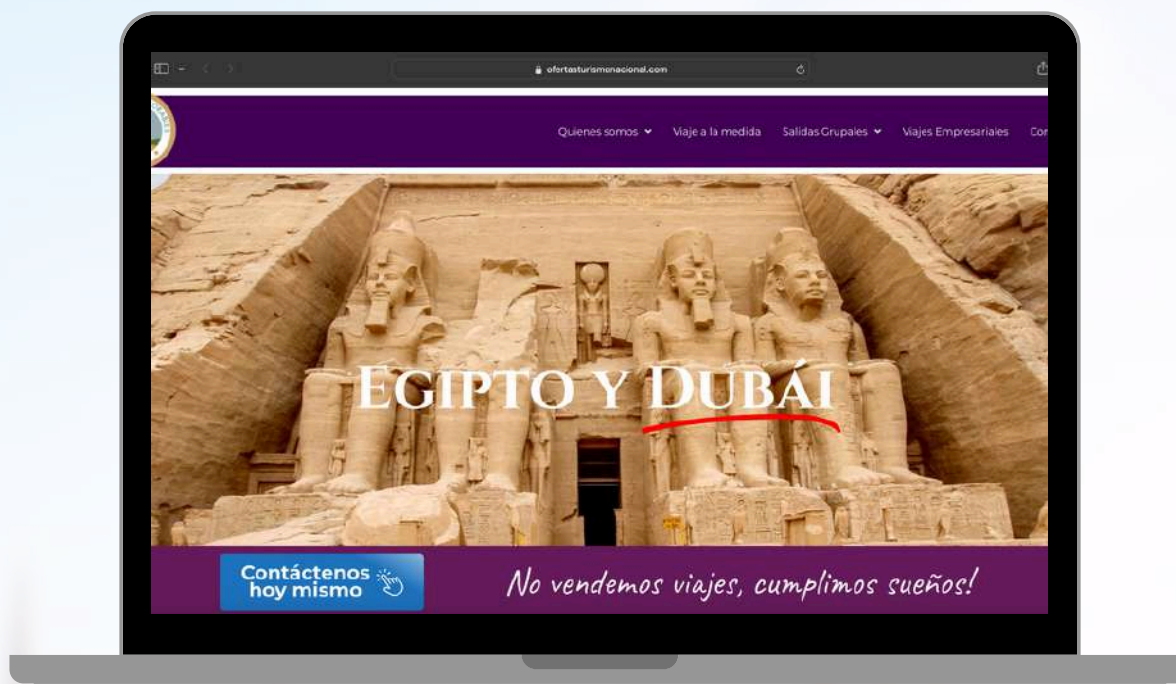 ofertasturismonacional.com
Quienes somos Viaje a la medida Salidas Grupales Viajes Empresariales
EGIPTO Y DUBÁI
Contáctenos
hoy mismo
No vendemos viajes, cumplimos sueños!